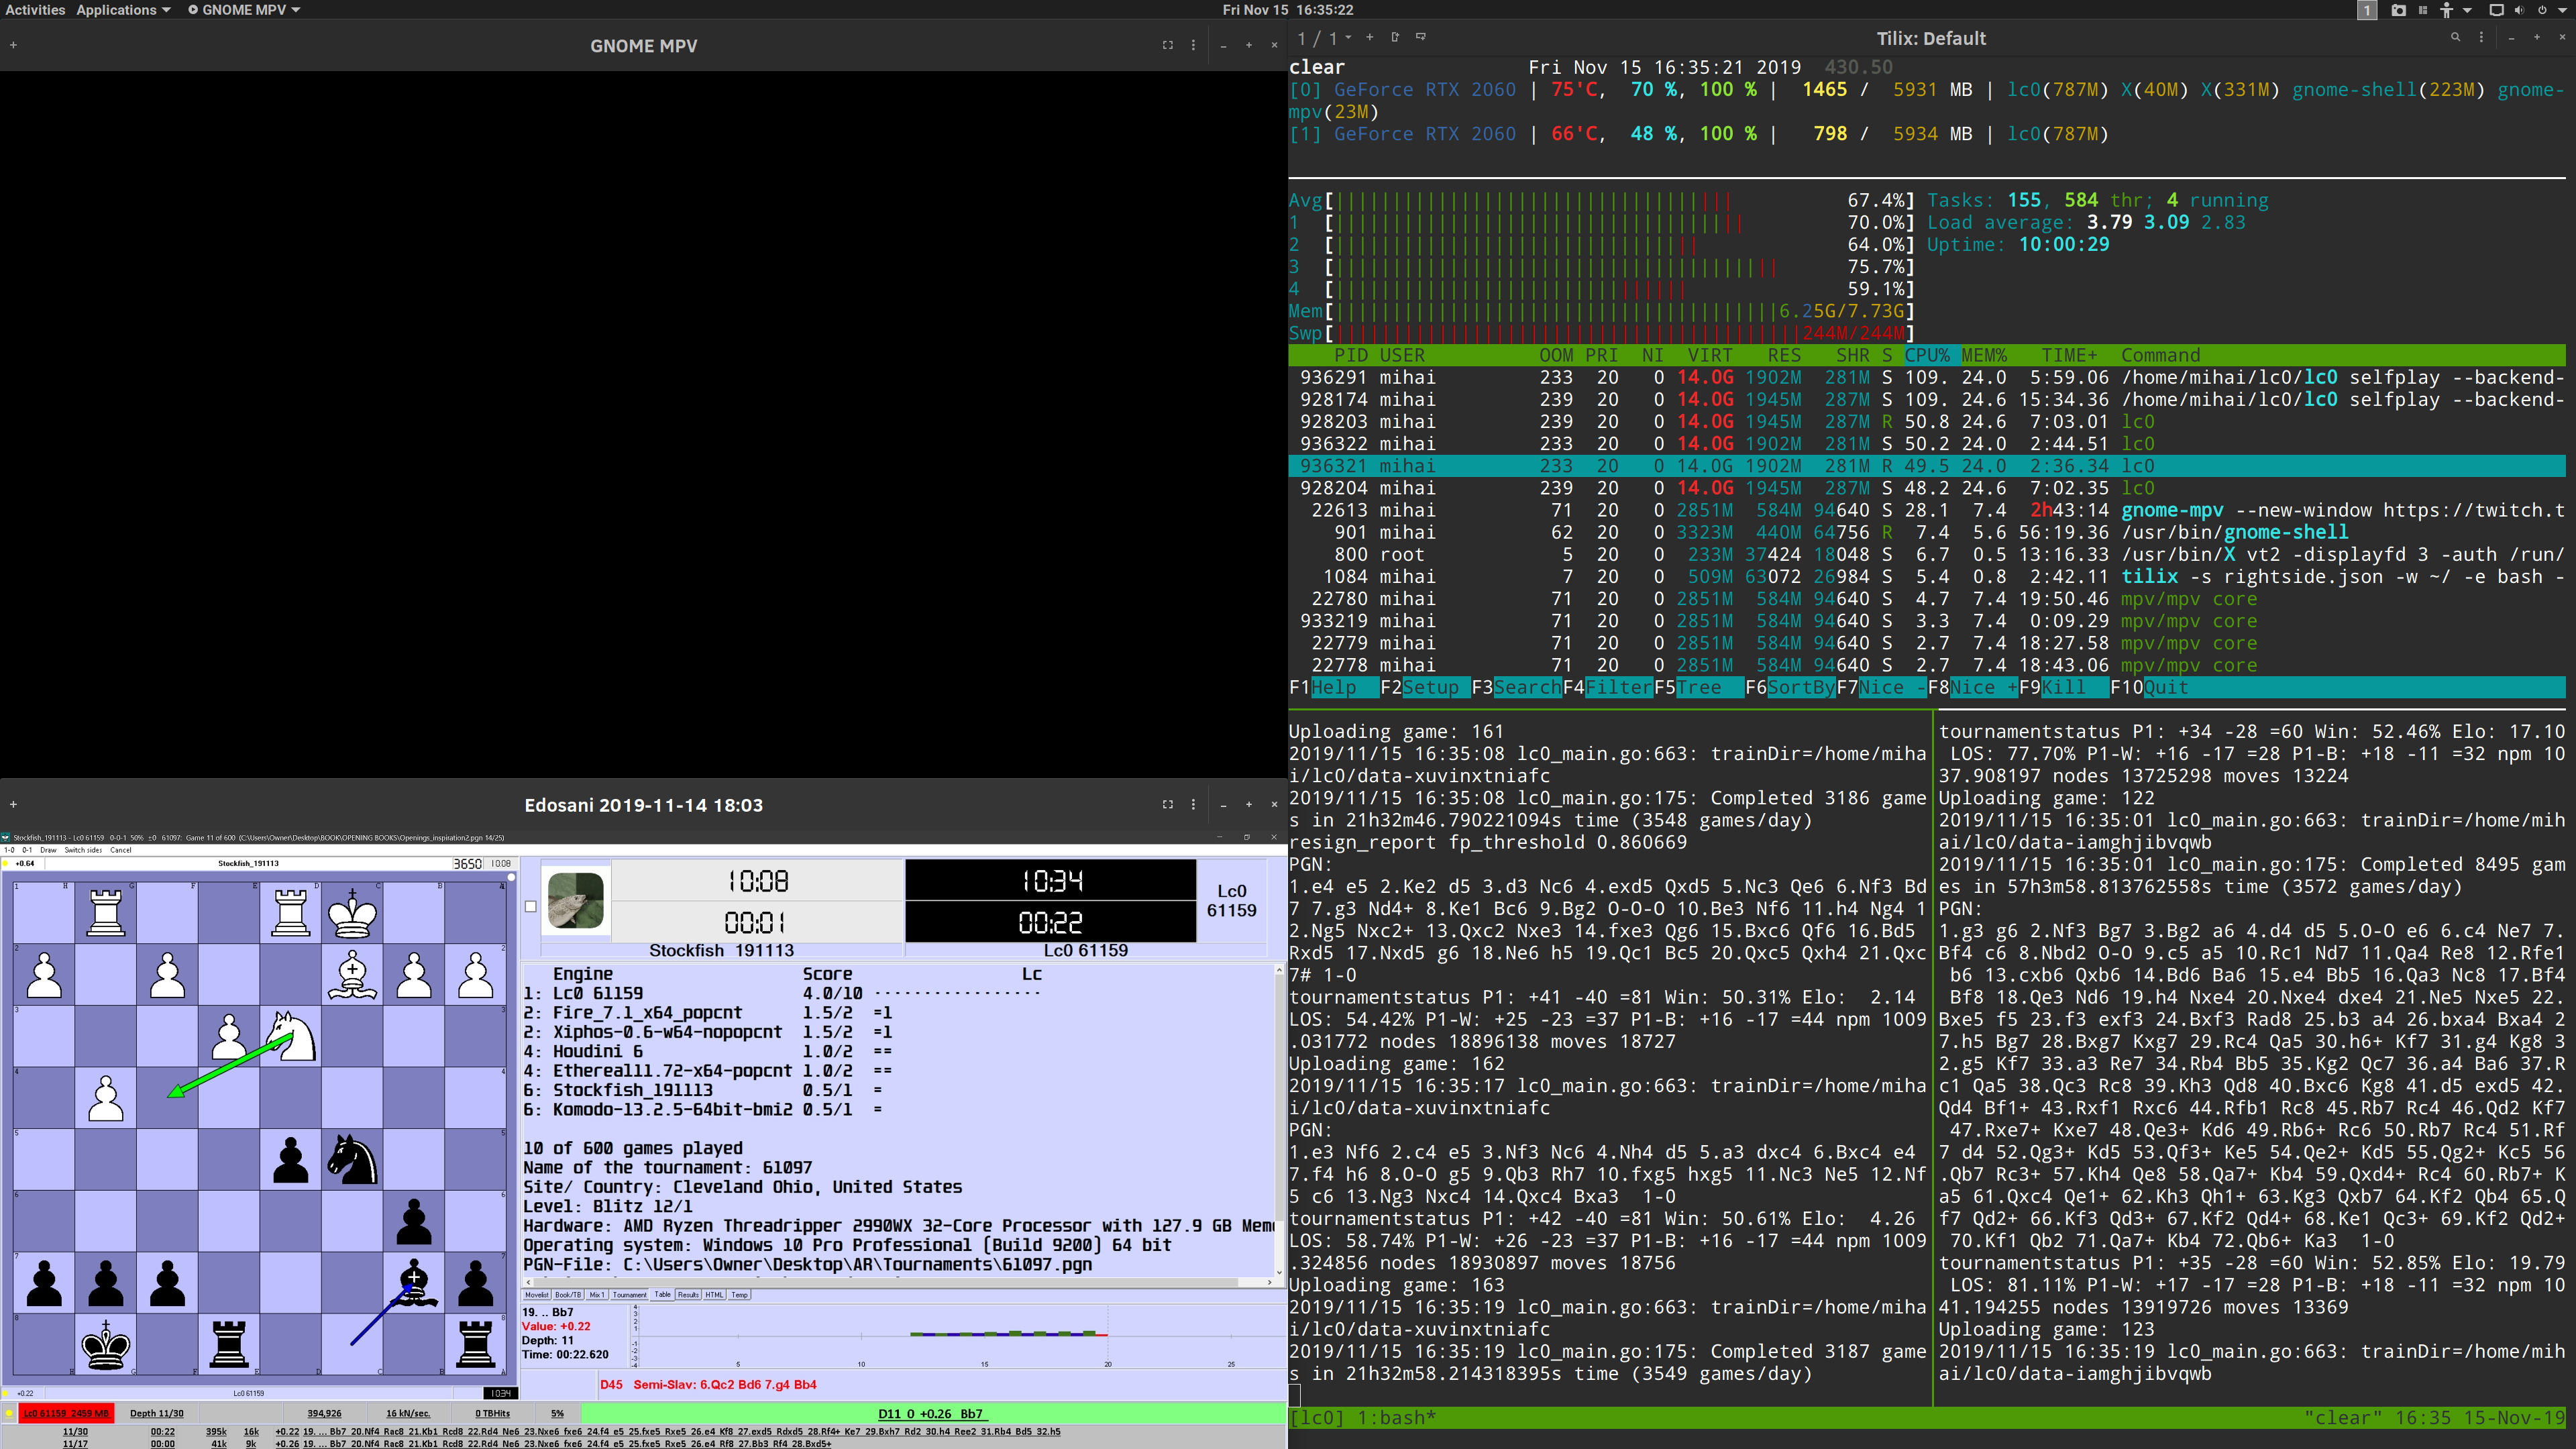 Activities Applications GNOME MPV Fri Nov 15 16:35:22 1
GNOME MPV
1 / 1 Tilix: Default
clear Fri Nov 15 16:35:21 2019 430.50
[0] GeForce RTX 2060 | 75'C, 70 %, 100 % | 1465 / 5931 MB | lc0(787M) X(40M) X(331M) gnome-shell(223M) gnome-
mpv(23M)
[1] GeForce RTX 2060 | 66'C, 48 %, 100 % | 798 / 5934 MB | lc0(787M)
Avg[ 67.4%] Tasks: 155, 584 thr; 4 running
1 [ 70.0%] Load average: 3.79 3.09 2.83
2 [ 64.0%] Uptime: 10:00:29
3 [ 75.7%]
4 [ 59.1%]
Mem[ 6.25G/7.73G]
Swp[ 244M/244M]
PID USER OOM PRI NI VIRT RES SHR S CPU% MEM% TIME+ Command
936291 mihai 233 20 0 14.0G 1902M 281M S 109. 24.0 5:59.06 /home/mihai/lc0/lc0 selfplay --backend-
928174 mihai 239 20 0 14.0G 1945M 287M S 109. 24.6 15:34.36 /home/mihai/lc0/lc0 selfplay --backend-
928203 mihai 239 20 0 14.0G 1945M 287M R 50.8 24.6 7:03.01 lc0
936322 mihai 233 20 0 14.0G 1902M 281M S 50.2 24.0 2:44.51 lc0
936321 mihai 233 20 0 14.0G 1902M 281M R 49.5 24.0 2:36.34 lc0
928204 mihai 239 20 0 14.0G 1945M 287M S 48.2 24.6 7:02.35 lc0
22613 mihai 71 20 0 2851M 584M 94640 S 28.1 7.4 2h43:14 gnome-mpv --new-window https://twitch.t
901 mihai 62 20 0 3323M 440M 64756 R 7.4 5.6 56:19.36 /usr/bin/gnome-shell
800 root 5 20 0 233M 37424 18048 S 6.7 0.5 13:16.33 /usr/bin/X vt2 -displayfd 3 -auth /run/
1084 mihai 7 20 0 509M 63072 26984 S 5.4 0.8 2:42.11 tilix -s rightside.json -w ~/ -e bash -
22780 mihai 71 20 0 2851M 584M 94640 S 4.7 7.4 19:50.46 mpv/mpv core
933219 mihai 71 20 0 2851M 584M 94640 S 3.3 7.4 0:09.29 mpv/mpv core
22779 mihai 71 20 0 2851M 584M 94640 S 2.7 7.4 18:27.58 mpv/mpv core
22778 mihai 71 20 0 2851M 584M 94640 S 2.7 7.4 18:43.06 mpv/mpv core
F1Help F2Setup F3SearchF4FilterF5Tree F6SortByF7Nice -F8Nice +F9Kill F10Quit
Uploading game: 161
2019/11/15 16:35:08 lc0_main.go:663: trainDir=/home/miha
i/lc0/data-xuvinxtniafc
2019/11/15 16:35:08 lc0_main.go:175: Completed 3186 game
s in 21h32m46.790221094s time (3548 games/day)
resign_report fp_threshold 0.860669
PGN:
1.e4 e5 2.Ke2 d5 3.d3 Nc6 4.exd5 Qxd5 5.Nc3 Qe6 6.Nf3 Bd
7 7.g3 Nd4+ 8.Ke1 Bc6 9.Bg2 O-O-O 10.Be3 Nf6 11.h4 Ng4 1
2.Ng5 Nxc2+ 13.Qxc2 Nxe3 14.fxe3 Qg6 15.Bxc6 Qf6 16.Bd5
Rxd5 17.Nxd5 g6 18.Ne6 h5 19.Qc1 Bc5 20.Qxc5 Qxh4 21.Qxc
7# 1-0
tournamentstatus P1: +41 -40 =81 Win: 50.31% Elo: 2.14
LOS: 54.42% P1-W: +25 -23 =37 P1-B: +16 -17 =44 npm 1009
.031772 nodes 18896138 moves 18727
Uploading game: 162
2019/11/15 16:35:17 lc0_main.go:663: trainDir=/home/miha
i/lc0/data-xuvinxtniafc
PGN:
1.e3 Nf6 2.c4 e5 3.Nf3 Nc6 4.Nh4 d5 5.a3 dxc4 6.Bxc4 e4
7.f4 h6 8.O-O g5 9.Qb3 Rh7 10.fxg5 hxg5 11.Nc3 Ne5 12.Nf
5 c6 13.Ng3 Nxc4 14.Qxc4 Bxa3 1-0
tournamentstatus P1: +42 -40 =81 Win: 50.61% Elo: 4.26
LOS: 58.74% P1-W: +26 -23 =37 P1-B: +16 -17 =44 npm 1009
.324856 nodes 18930897 moves 18756
Uploading game: 163
2019/11/15 16:35:19 lc0_main.go:663: trainDir=/home/miha
i/lc0/data-xuvinxtniafc
2019/11/15 16:35:19 lc0_main.go:175: Completed 3187 game
s in 21h32m58.214318395s time (3549 games/day)
tournamentstatus P1: +34 -28 =60 Win: 52.46% Elo: 17.10
LOS: 77.70% P1-W: +16 -17 =28 P1-B: +18 -11 =32 npm 10
37.908197 nodes 13725298 moves 13224
Uploading game: 122
2019/11/15 16:35:01 lc0_main.go:663: trainDir=/home/mih
ai/lc0/data-iamghjibvqwb
2019/11/15 16:35:01 lc0_main.go:175: Completed 8495 gam
es in 57h3m58.813762558s time (3572 games/day)
PGN:
1.g3 g6 2.Nf3 Bg7 3.Bg2 a6 4.d4 d5 5.O-O e6 6.c4 Ne7 7.
Bf4 c6 8.Nbd2 O-O 9.c5 a5 10.Rc1 Nd7 11.Qa4 Re8 12.Rfe1
b6 13.cxb6 Qxb6 14.Bd6 Ba6 15.e4 Bb5 16.Qa3 Nc8 17.Bf4
Bf8 18.Qe3 Nd6 19.h4 Nxe4 20.Nxe4 dxe4 21.Ne5 Nxe5 22.
Bxe5 f5 23.f3 exf3 24.Bxf3 Rad8 25.b3 a4 26.bxa4 Bxa4 2
7.h5 Bg7 28.Bxg7 Kxg7 29.Rc4 Qa5 30.h6+ Kf7 31.g4 Kg8 3
2.g5 Kf7 33.a3 Re7 34.Rb4 Bb5 35.Kg2 Qc7 36.a4 Ba6 37.R
c1 Qa5 38.Qc3 Rc8 39.Kh3 Qd8 40.Bxc6 Kg8 41.d5 exd5 42.
Qd4 Bf1+ 43.Rxf1 Rxc6 44.Rfb1 Rc8 45.Rb7 Rc4 46.Qd2 Kf7
47.Rxe7+ Kxe7 48.Qe3+ Kd6 49.Rb6+ Rc6 50.Rb7 Rc4 51.Rf
7 d4 52.Qg3+ Kd5 53.Qf3+ Ke5 54.Qe2+ Kd5 55.Qg2+ Kc5 56
.Qb7 Rc3+ 57.Kh4 Qe8 58.Qa7+ Kb4 59.Qxd4+ Rc4 60.Rb7+ K
a5 61.Qxc4 Qe1+ 62.Kh3 Qh1+ 63.Kg3 Qxb7 64.Kf2 Qb4 65.Q
f7 Qd2+ 66.Kf3 Qd3+ 67.Kf2 Qd4+ 68.Ke1 Qc3+ 69.Kf2 Qd2+
70.Kf1 Qb2 71.Qa7+ Kb4 72.Qb6+ Ka3 1-0
tournamentstatus P1: +35 -28 =60 Win: 52.85% Elo: 19.79
LOS: 81.11% P1-W: +17 -17 =28 P1-B: +18 -11 =32 npm 10
41.194255 nodes 13919726 moves 13369
Uploading game: 123
2019/11/15 16:35:19 lc0_main.go:663: trainDir=/home/mih
ai/lc0/data-iamghjibvqwb
[lc0] 1:bash* "clear" 16:35 15-Nov-19
Edosani 2019-11-14 18:03
Stockfish_191113 - Lc0 61159 0-0-1 50% ±0 61097: Game 11 of 600 (C:\Users\Owner\Desktop\BOOK\OPENING BOOKS\Openings_inspiration2.pgn 14/25)
1-0 0-1 Draw Switch sides Cancel
+0.64 Stockfish_191113 3650 10:08
10:08 10:34 Lc0
00:01 00:22 61159
Stockfish 191113 Lc0 61159
Engine Score Lc
1: Lc0 61159 4.0/10 · · · · · · · · · · · · · · · · · ·
2: Fire_7.1_x64_popcnt 1.5/2 =1
2: Xiphos-0.6-w64-nopopcnt 1.5/2 =1
4: Houdini 6 1.0/2 ==
4: Ethereal11.72-x64-popcnt 1.0/2 ==
6: Stockfish_191113 0.5/1 =
6: Komodo-13.2.5-64bit-bmi2 0.5/1 =
10 of 600 games played
Name of the tournament: 61097
Site/ Country: Cleveland Ohio, United States
Level: Blitz 12/1
Hardware: AMD Ryzen Threadripper 2990WX 32-Core Processor with 127.9 GB Mem
Operating system: Windows 10 Pro Professional (Build 9200) 64 bit
PGN-File: C:\Users\Owner\Desktop\AR\Tournaments\61097.pgn
Movelist Book/TB Mix 1 Tournament Table Results HTML Temp
19. .. Bb7
Value: +0.22
Depth: 11
Time: 00:22.620
5 10 15 20 25
D45 Semi-Slav: 6.Qc2 Bd6 7.g4 Bb4
+0.22 Lc0 61159 10:34
Lc0 61159 2459 MB Depth 11/30 394,926 16 kN/sec. 0 TBHits 5% D11 0 +0.26 Bb7
11/30 00:22 395k 16k +0.22 19. ... Bb7 20.Nf4 Rac8 21.Kb1 Rcd8 22.Rd4 Ne6 23.Nxe6 fxe6 24.f4 e5 25.fxe5 Rxe5 26.e4 Kf8 27.exd5 Rdxd5 28.Rf4+ Ke7 29.Bxh7 Rd2 30.h4 Ree2 31.Rb4 Bd5 32.h5
11/17 00:00 41k 9k +0.26 19. ... Bb7 20.Nf4 Rac8 21.Kb1 Rcd8 22.Rd4 Ne6 23.Nxe6 fxe6 24.f4 e5 25.fxe5 Rxe5 26.e4 Rf8 27.Bb3 Rf4 28.Bxd5+